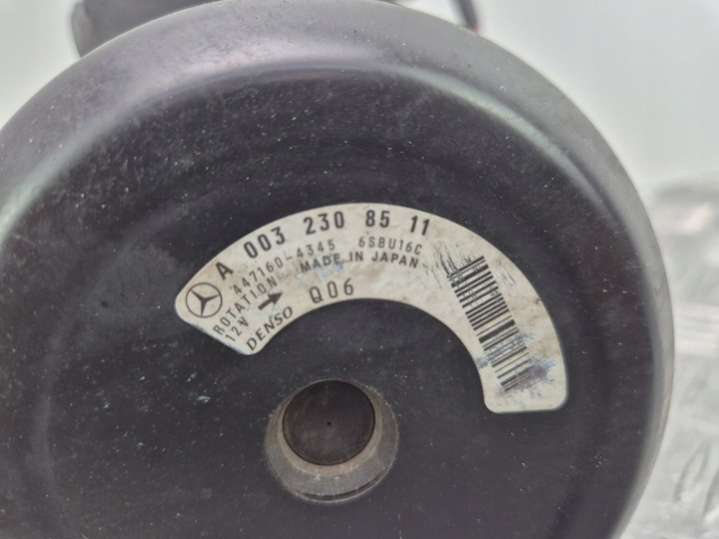 A 003 230 85 11
447160-4345 6SBU16C
ROTATION → MADE IN JAPAN
12V
DENSO Q06